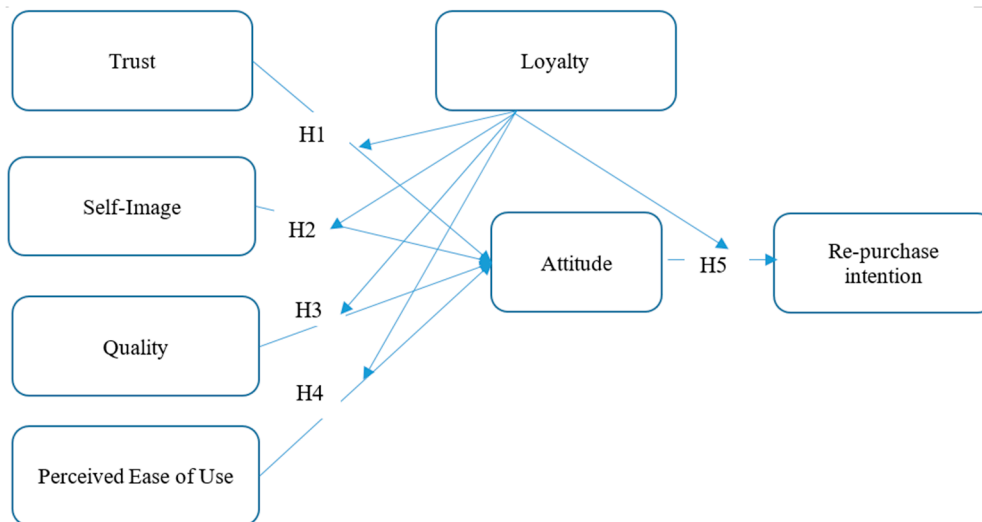 Trust
Loyalty
H1
Self-Image
H2
Attitude
H5
Re-purchase
intention
H3
Quality
H4
Perceived Ease of Use